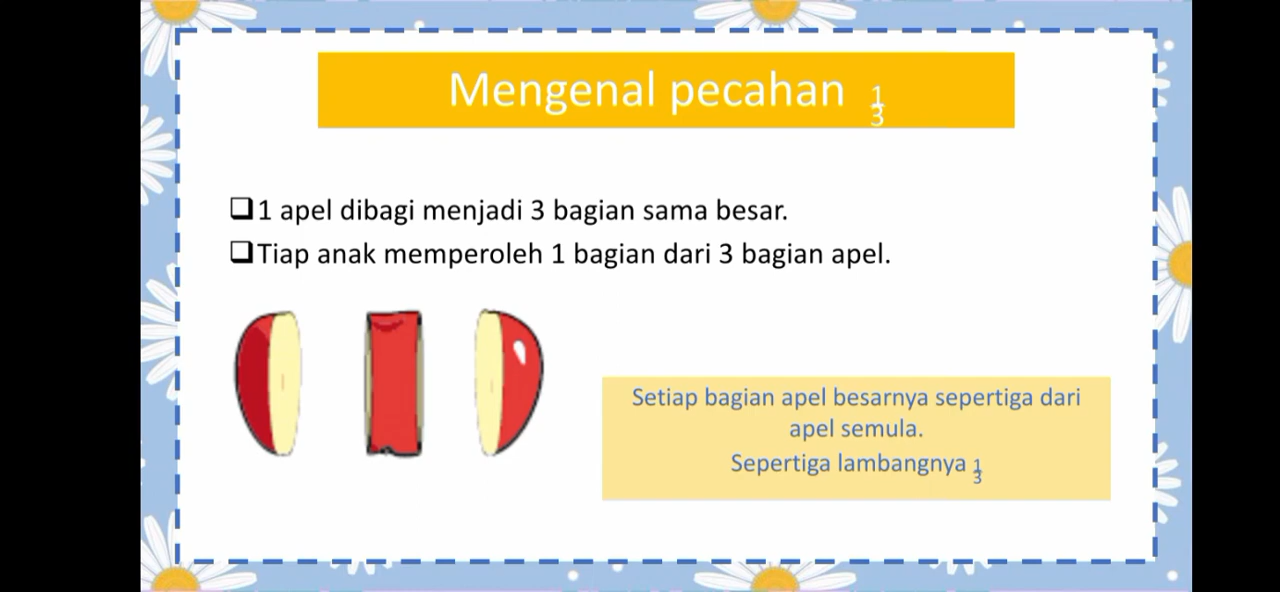 Mengenal pecahan 1/3
❑1 apel dibagi menjadi 3 bagian sama besar.
❑Tiap anak memperoleh 1 bagian dari 3 bagian apel.
Setiap bagian apel besarnya sepertiga dari
apel semula.
Sepertiga lambangnya 1/3